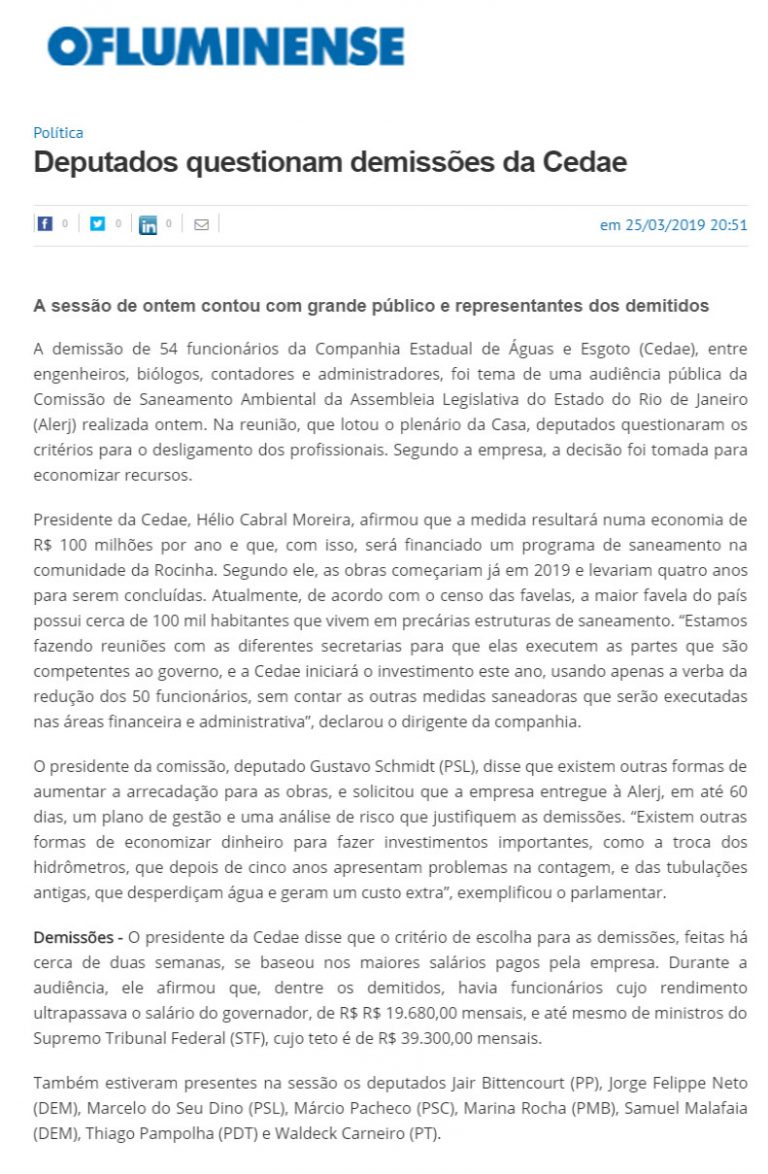 OFLUMINENSE
Política
Deputados questionam demissões da Cedae
f 0 0 in 0 em 25/03/2019 20:51
A sessão de ontem contou com grande público e representantes dos demitidos
A demissão de 54 funcionários da Companhia Estadual de Águas e Esgoto (Cedae), entre
engenheiros, biólogos, contadores e administradores, foi tema de uma audiência pública da
Comissão de Saneamento Ambiental da Assembleia Legislativa do Estado do Rio de Janeiro
(Alerj) realizada ontem. Na reunião, que lotou o plenário da Casa, deputados questionaram os
critérios para o desligamento dos profissionais. Segundo a empresa, a decisão foi tomada para
economizar recursos.
Presidente da Cedae, Hélio Cabral Moreira, afirmou que a medida resultará numa economia de
R$ 100 milhões por ano e que, com isso, será financiado um programa de saneamento na
comunidade da Rocinha. Segundo ele, as obras começariam já em 2019 e levariam quatro anos
para serem concluídas. Atualmente, de acordo com o censo das favelas, a maior favela do país
possui cerca de 100 mil habitantes que vivem em precárias estruturas de saneamento. “Estamos
fazendo reuniões com as diferentes secretarias para que elas executem as partes que são
competentes ao governo, e a Cedae iniciará o investimento este ano, usando apenas a verba da
redução dos 50 funcionários, sem contar as outras medidas saneadoras que serão executadas
nas áreas financeira e administrativa”, declarou o dirigente da companhia.
O presidente da comissão, deputado Gustavo Schmidt (PSL), disse que existem outras formas de
aumentar a arrecadação para as obras, e solicitou que a empresa entregue à Alerj, em até 60
dias, um plano de gestão e uma análise de risco que justifiquem as demissões. “Existem outras
formas de economizar dinheiro para fazer investimentos importantes, como a troca dos
hidrômetros, que depois de cinco anos apresentam problemas na contagem, e das tubulações
antigas, que desperdiçam água e geram um custo extra”, exemplificou o parlamentar.
Demissões - O presidente da Cedae disse que o critério de escolha para as demissões, feitas há
cerca de duas semanas, se baseou nos maiores salários pagos pela empresa. Durante a
audiência, ele afirmou que, dentre os demitidos, havia funcionários cujo rendimento
ultrapassava o salário do governador, de R$ R$ 19.680,00 mensais, e até mesmo de ministros do
Supremo Tribunal Federal (STF), cujo teto é de R$ 39.300,00 mensais.
Também estiveram presentes na sessão os deputados Jair Bittencourt (PP), Jorge Felippe Neto
(DEM), Marcelo do Seu Dino (PSL), Márcio Pacheco (PSC), Marina Rocha (PMB), Samuel Malafaia
(DEM), Thiago Pampolha (PDT) e Waldeck Carneiro (PT).